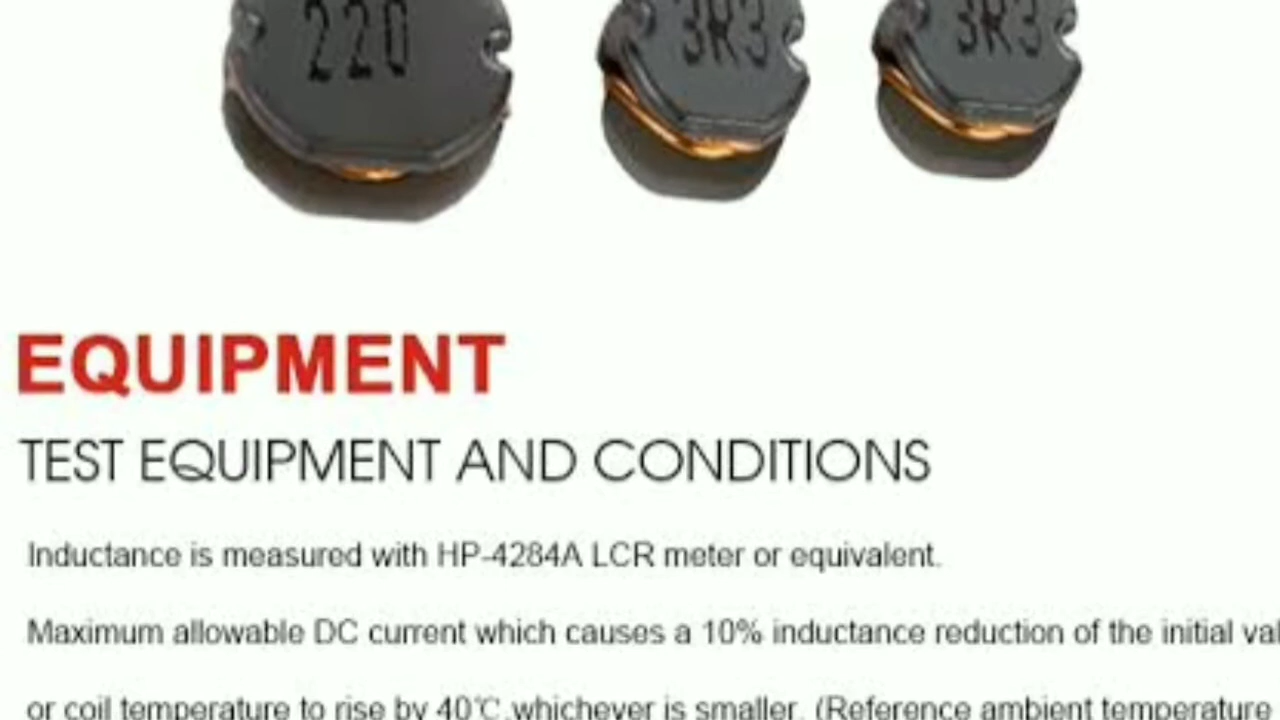 220
3R3
3R3
EQUIPMENT
TEST EQUIPMENT AND CONDITIONS
Inductance is measured with HP-4284A LCR meter or equivalent.
Maximum allowable DC current which causes a 10% inductance reduction of the initial val
or coil temperature to rise by 40℃,whichever is smaller. (Reference ambient temperature